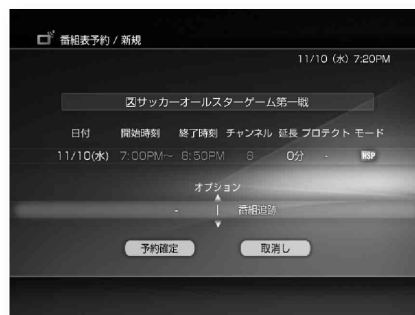 番組表予約 / 新規
11/10 (水) 7:20PM
図サッカーオールスターゲーム第一戦
日付 開始時刻 終了時刻 チャンネル 延長 プロテクト モード
11/10(水) 7:00PM～ 8:50PM 8 0分 - HSP
オプション
- 番組追跡
予約確定 取消し